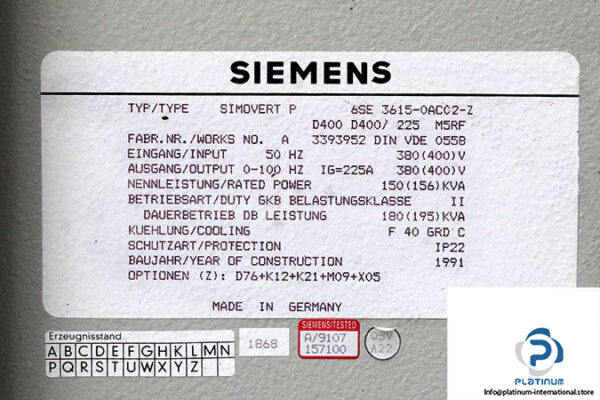 SIEMENS
TYP/TYPE SIMOVERT P 6SE 3615-0AC02-Z
D400 D400/ 225 M5RF
FABR.NR./WORKS NO. A 3393952 DIN VDE 0558
EINGANG/INPUT 50 HZ 380(400)V
AUSGANG/OUTPUT 0-100 HZ IG=225A 380(400)V
NENNLEISTUNG/RATED POWER 150(156)KVA
BETRIEBSART/DUTY GKB BELASTUNGSKLASSE II
DAUERBETRIEB DB LEISTUNG 180(195)KVA
KUEHLUNG/COOLING F 40 GRD C
SCHUTZART/PROTECTION IP22
BAUJAHR/YEAR OF CONSTRUCTION 1991
OPTIONEN (Z): D76+K12+K21+M09+X05
MADE IN GERMANY
Erzeugnisstand
ABCDEFGHKLMN
PQRSTUWXYZ
1868
SIEMENS/TESTED
A/9107
157100
QSV
A22
PLATINUM
Info@platinum-international.store